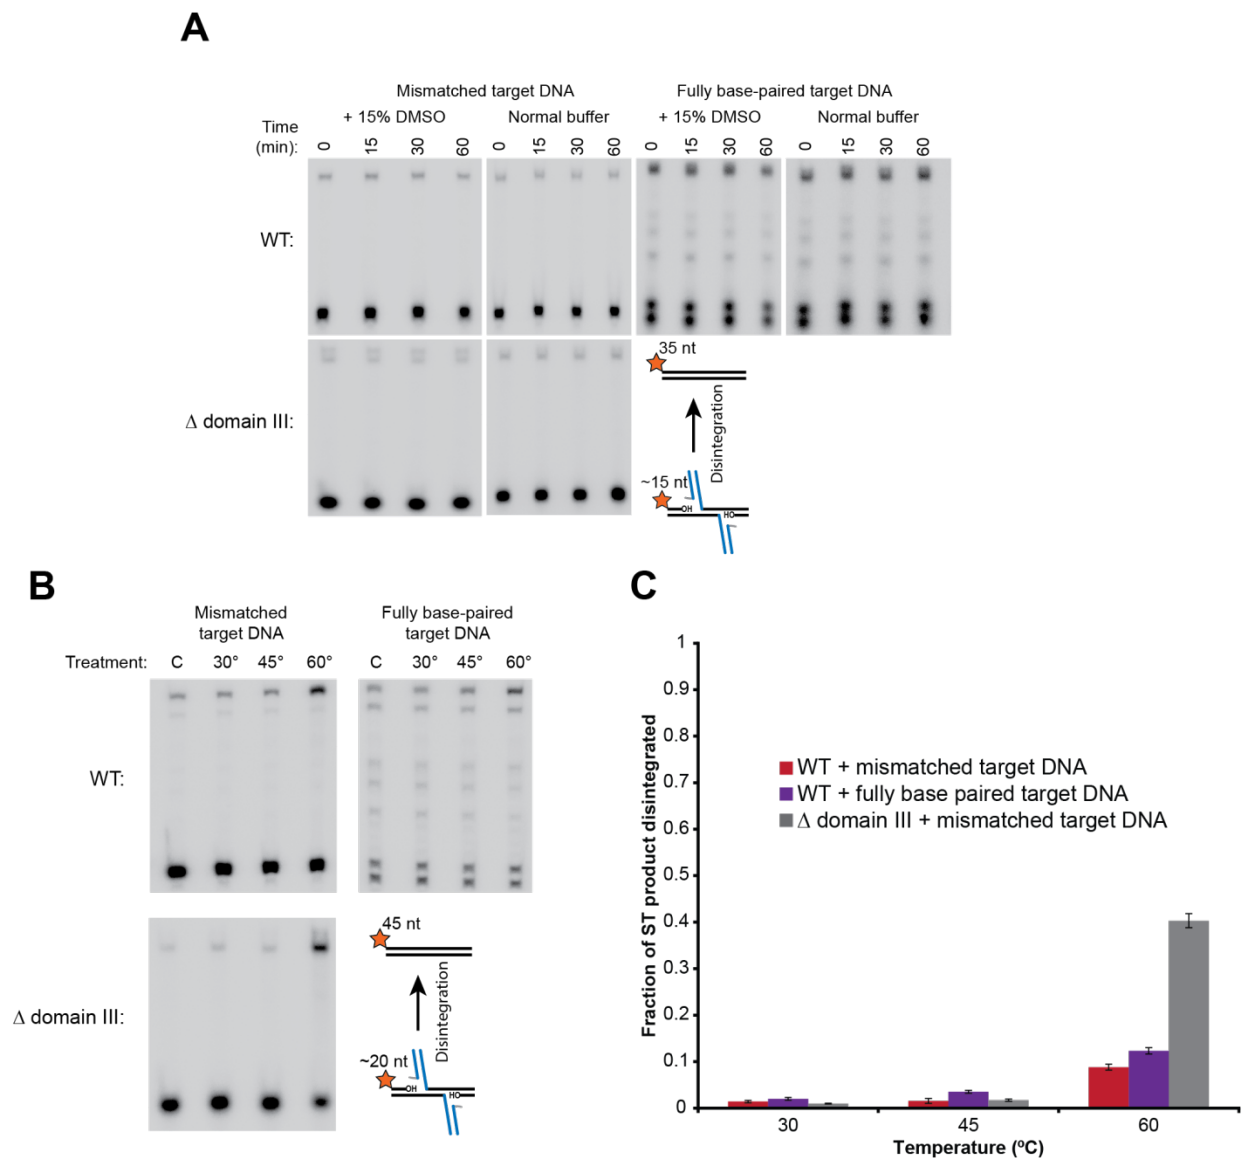 A
Mismatched target DNA
Fully base-paired target DNA
+ 15% DMSO
Normal buffer
+ 15% DMSO
Normal buffer
Time
(min):
0 15 30 60 0 15 30 60 0 15 30 60 0 15 30 60
WT:
Δ domain III:
35 nt
Disintegration
~15 nt
OH
HO
B
Mismatched
target DNA
Fully base-paired
target DNA
Treatment: C 30° 45° 60° C 30° 45° 60°
WT:
Δ domain III:
45 nt
Disintegration
~20 nt
OH
HO
C
Fraction of ST product disintegrated
1
0.9
0.8
0.7
0.6
0.5
0.4
0.3
0.2
0.1
0
WT + mismatched target DNA
WT + fully base paired target DNA
Δ domain III + mismatched target DNA
30 45 60
Temperature (ºC)